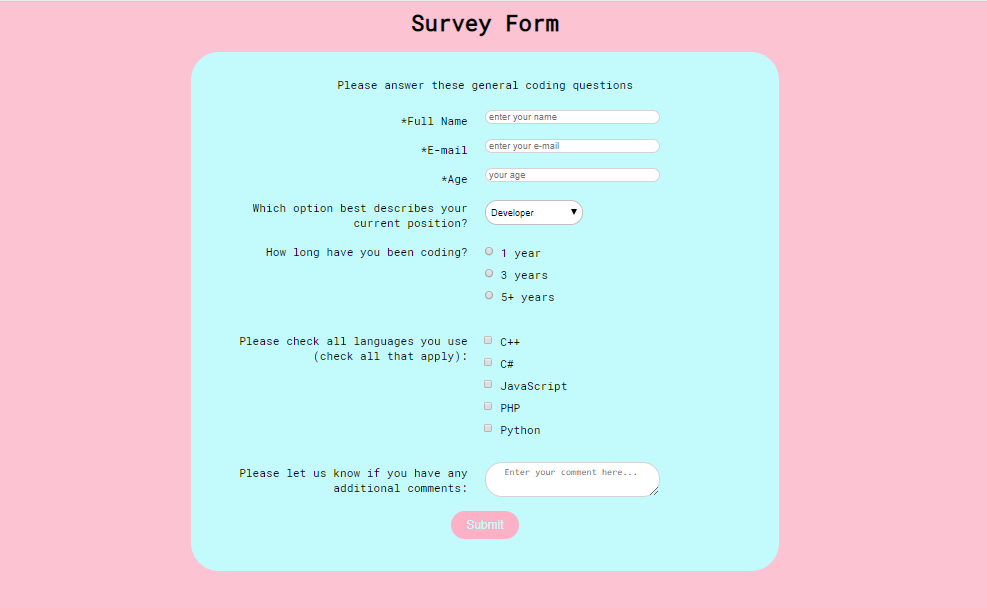 Survey Form
Please answer these general coding questions
*Full Name
enter your name
*E-mail
enter your e-mail
*Age
your age
Which option best describes your
current position?
Developer
How long have you been coding?
1 year
3 years
5+ years
Please check all languages you use
(check all that apply):
C++
C#
JavaScript
PHP
Python
Please let us know if you have any
additional comments:
Enter your comment here...
Submit